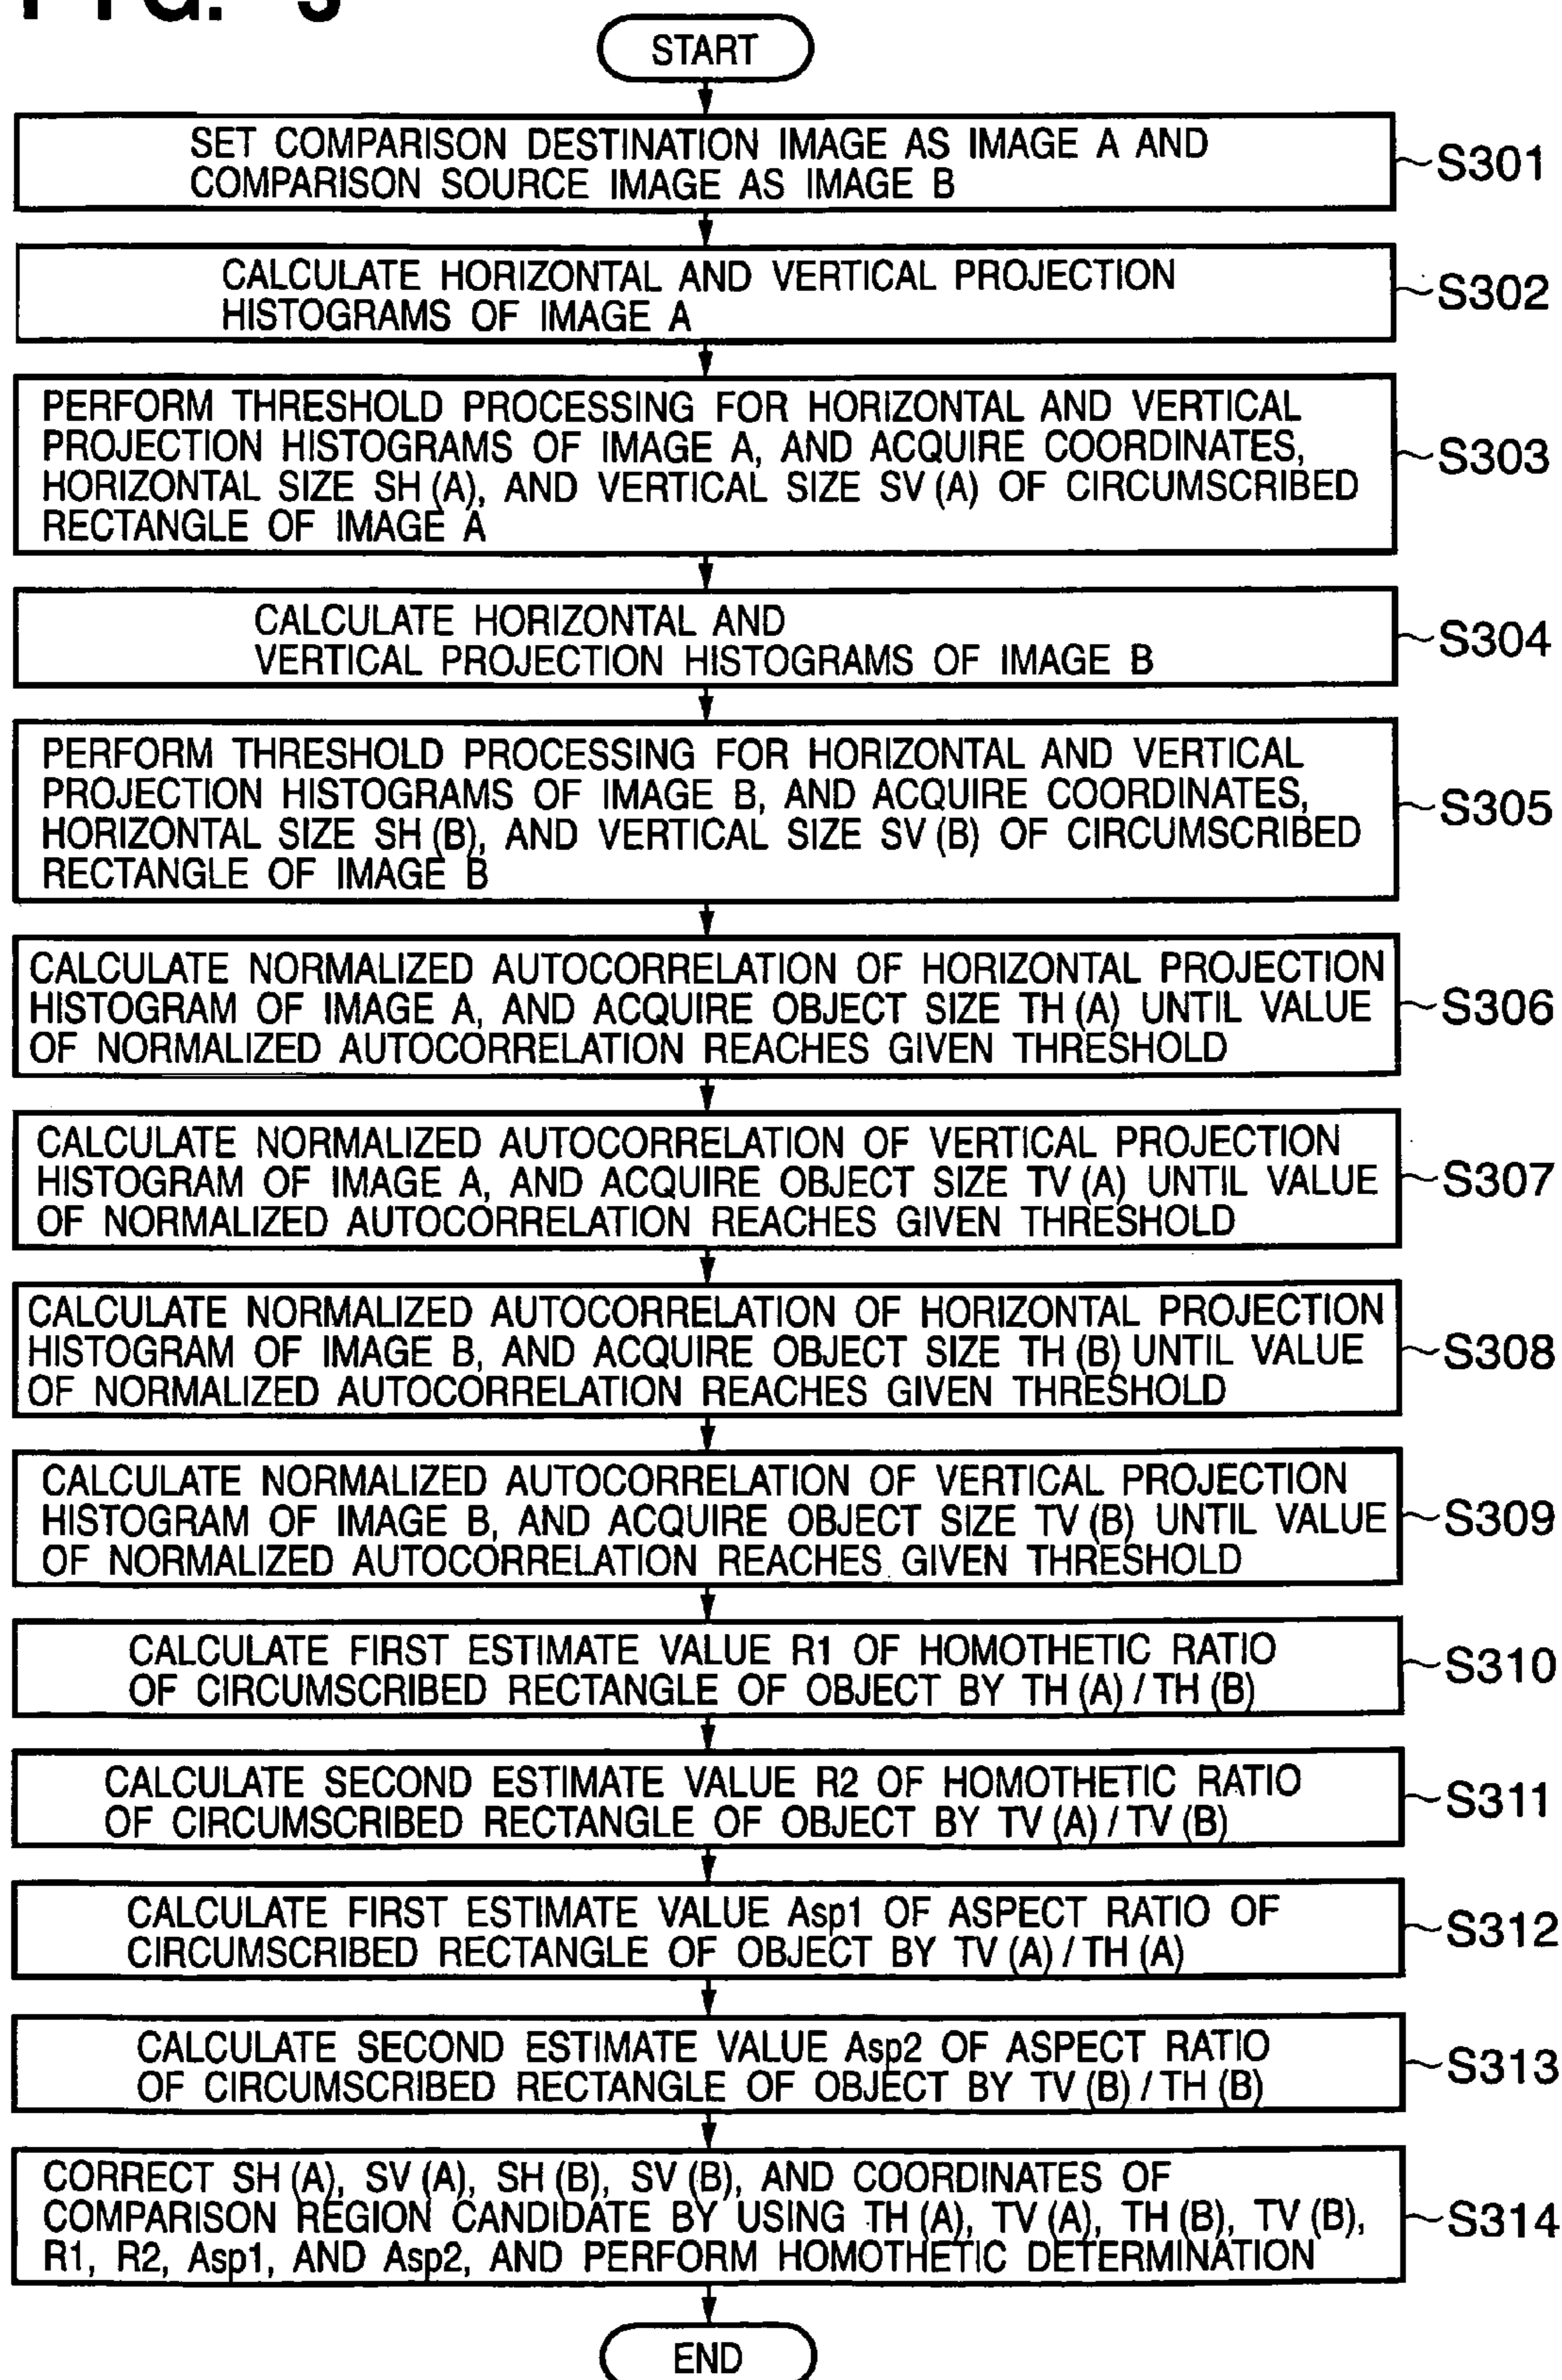 START
SET COMPARISON DESTINATION IMAGE AS IMAGE A AND
COMPARISON SOURCE IMAGE AS IMAGE B
S301
CALCULATE HORIZONTAL AND VERTICAL PROJECTION
HISTOGRAMS OF IMAGE A
S302
PERFORM THRESHOLD PROCESSING FOR HORIZONTAL AND VERTICAL
PROJECTION HISTOGRAMS OF IMAGE A, AND ACQUIRE COORDINATES,
HORIZONTAL SIZE SH (A), AND VERTICAL SIZE SV (A) OF CIRCUMSCRIBED
RECTANGLE OF IMAGE A
S303
CALCULATE HORIZONTAL AND
VERTICAL PROJECTION HISTOGRAMS OF IMAGE B
S304
PERFORM THRESHOLD PROCESSING FOR HORIZONTAL AND VERTICAL
PROJECTION HISTOGRAMS OF IMAGE B, AND ACQUIRE COORDINATES,
HORIZONTAL SIZE SH (B), AND VERTICAL SIZE SV (B) OF CIRCUMSCRIBED
RECTANGLE OF IMAGE B
S305
CALCULATE NORMALIZED AUTOCORRELATION OF HORIZONTAL PROJECTION
HISTOGRAM OF IMAGE A, AND ACQUIRE OBJECT SIZE TH (A) UNTIL VALUE
OF NORMALIZED AUTOCORRELATION REACHES GIVEN THRESHOLD
S306
CALCULATE NORMALIZED AUTOCORRELATION OF VERTICAL PROJECTION
HISTOGRAM OF IMAGE A, AND ACQUIRE OBJECT SIZE TV (A) UNTIL VALUE
OF NORMALIZED AUTOCORRELATION REACHES GIVEN THRESHOLD
S307
CALCULATE NORMALIZED AUTOCORRELATION OF HORIZONTAL PROJECTION
HISTOGRAM OF IMAGE B, AND ACQUIRE OBJECT SIZE TH (B) UNTIL VALUE
OF NORMALIZED AUTOCORRELATION REACHES GIVEN THRESHOLD
S308
CALCULATE NORMALIZED AUTOCORRELATION OF VERTICAL PROJECTION
HISTOGRAM OF IMAGE B, AND ACQUIRE OBJECT SIZE TV (B) UNTIL VALUE
OF NORMALIZED AUTOCORRELATION REACHES GIVEN THRESHOLD
S309
CALCULATE FIRST ESTIMATE VALUE R1 OF HOMOTHETIC RATIO
OF CIRCUMSCRIBED RECTANGLE OF OBJECT BY TH (A) / TH (B)
S310
CALCULATE SECOND ESTIMATE VALUE R2 OF HOMOTHETIC RATIO
OF CIRCUMSCRIBED RECTANGLE OF OBJECT BY TV (A) / TV (B)
S311
CALCULATE FIRST ESTIMATE VALUE Asp1 OF ASPECT RATIO OF
CIRCUMSCRIBED RECTANGLE OF OBJECT BY TV (A) / TH (A)
S312
CALCULATE SECOND ESTIMATE VALUE Asp2 OF ASPECT RATIO
OF CIRCUMSCRIBED RECTANGLE OF OBJECT BY TV (B) / TH (B)
S313
CORRECT SH (A), SV (A), SH (B), SV (B), AND COORDINATES OF
COMPARISON REGION CANDIDATE BY USING TH (A), TV (A), TH (B), TV (B),
R1, R2, Asp1, AND Asp2, AND PERFORM HOMOTHETIC DETERMINATION
S314
END